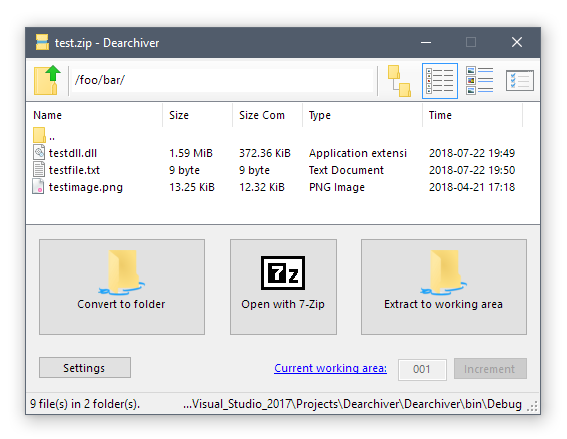 test.zip - Dearchiver
/foo/bar/
Name Size Size Com Type Time
..
testdll.dll 1.59 MiB 372.36 KiB Application extensi 2018-07-22 19:49
testfile.txt 9 byte 9 byte Text Document 2018-07-22 19:50
testimage.png 13.25 KiB 12.32 KiB PNG Image 2018-04-21 17:18
7z
Convert to folder Open with 7-Zip Extract to working area
Settings Current working area: 001 Increment
9 file(s) in 2 folder(s). ...Visual_Studio_2017\Projects\Dearchiver\Dearchiver\bin\Debug